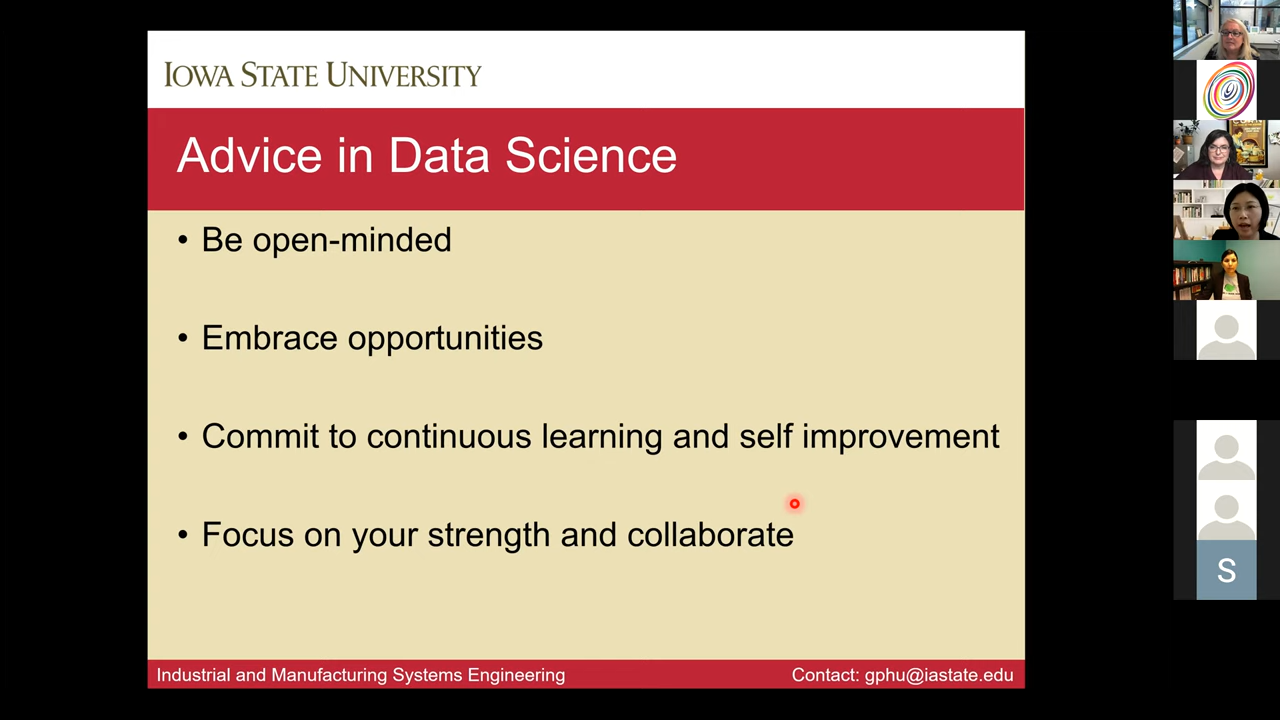 IOWA STATE UNIVERSITY
Advice in Data Science
• Be open-minded
• Embrace opportunities
• Commit to continuous learning and self improvement
• Focus on your strength and collaborate
Industrial and Manufacturing Systems Engineering
Contact: gphu@iastate.edu
S